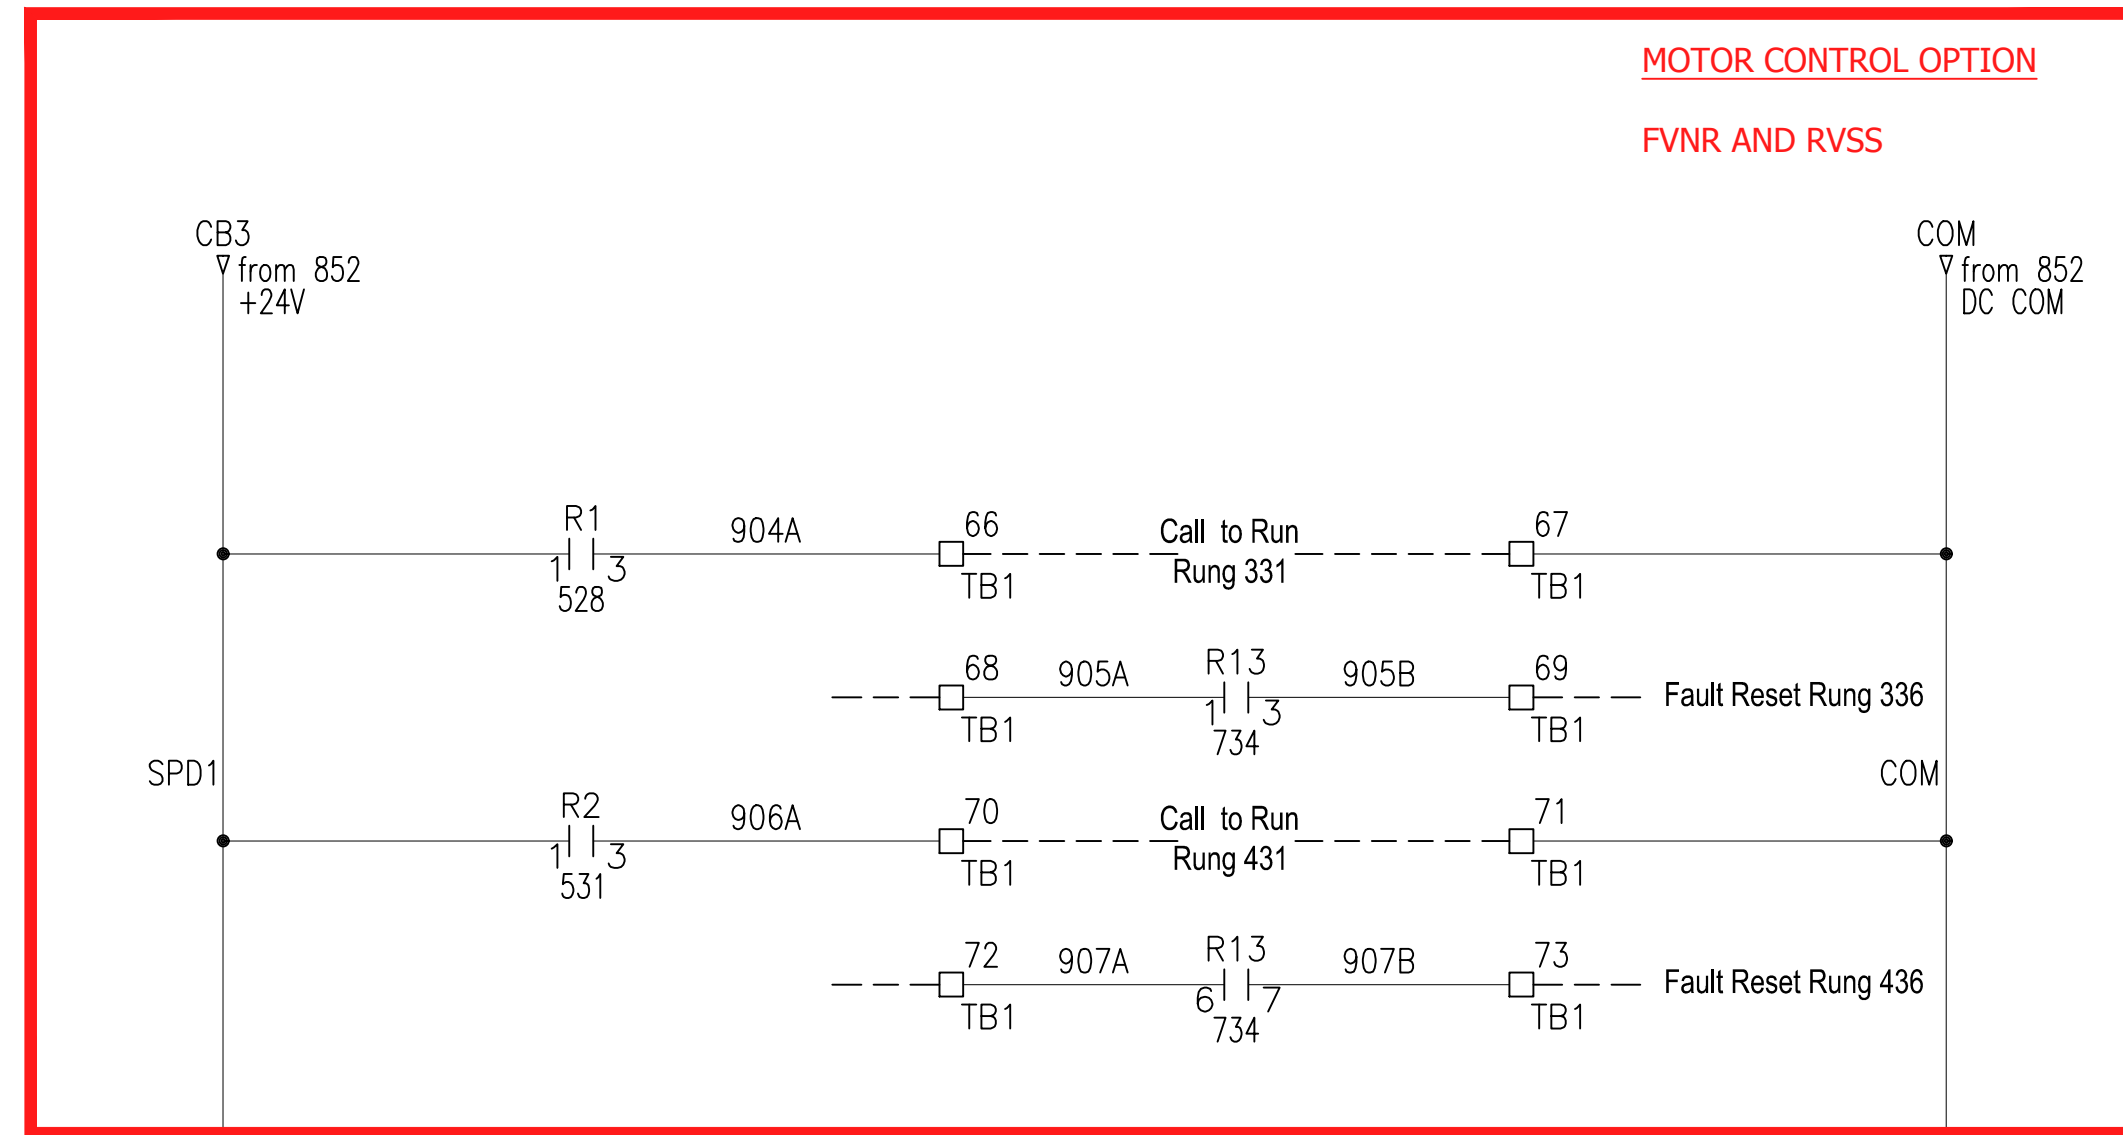 MOTOR CONTROL OPTION
FVNR AND RVSS
CB3
from 852
+24V
COM
from 852
DC COM
R1
904A
66
Call to Run
67
1
3
528
TB1
Rung 331
TB1
68
905A
R13
905B
69
Fault Reset Rung 336
TB1
1
3
734
TB1
SPD1
COM
R2
906A
70
Call to Run
71
1
3
531
TB1
Rung 431
TB1
72
907A
R13
907B
73
Fault Reset Rung 436
TB1
6
7
734
TB1